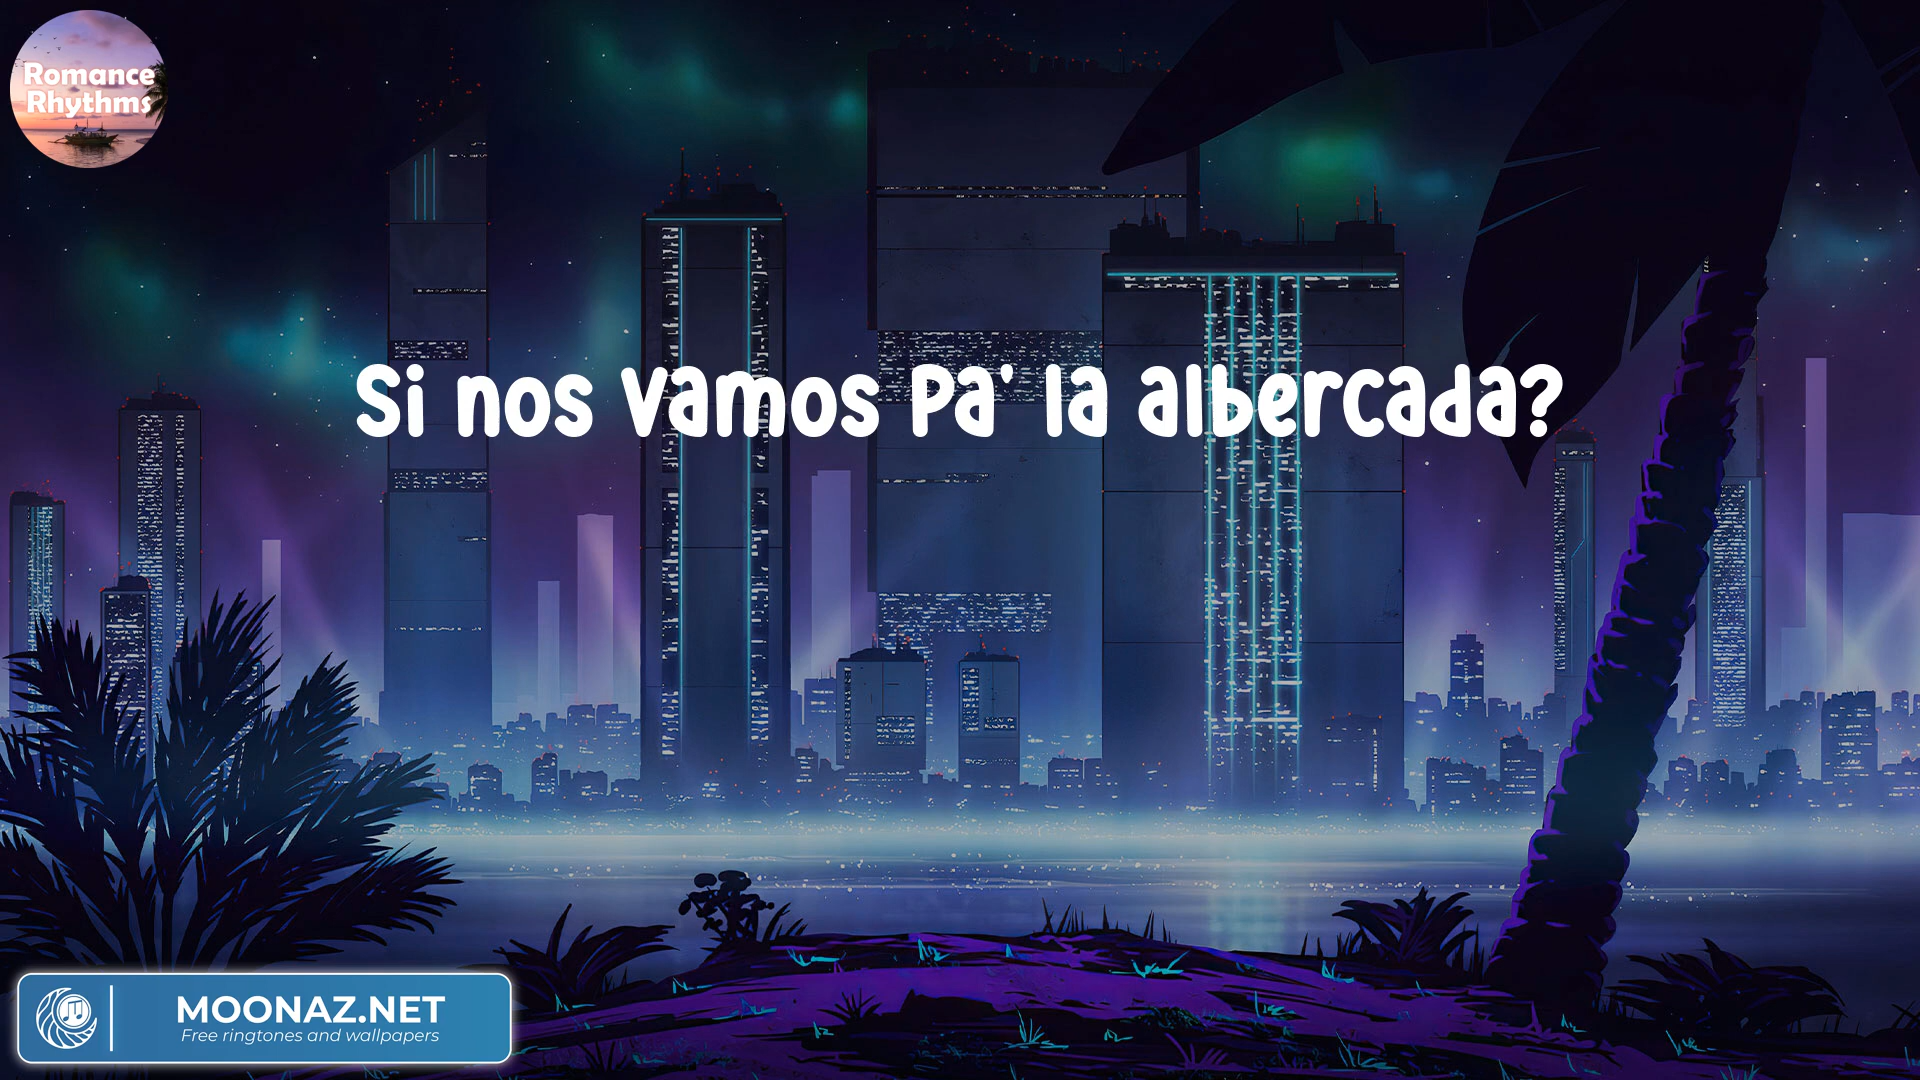 Romance
Rhythms
Si nos vamos Pa' la albercada?
MOONAZ.NET
Free ringtones and wallpapers